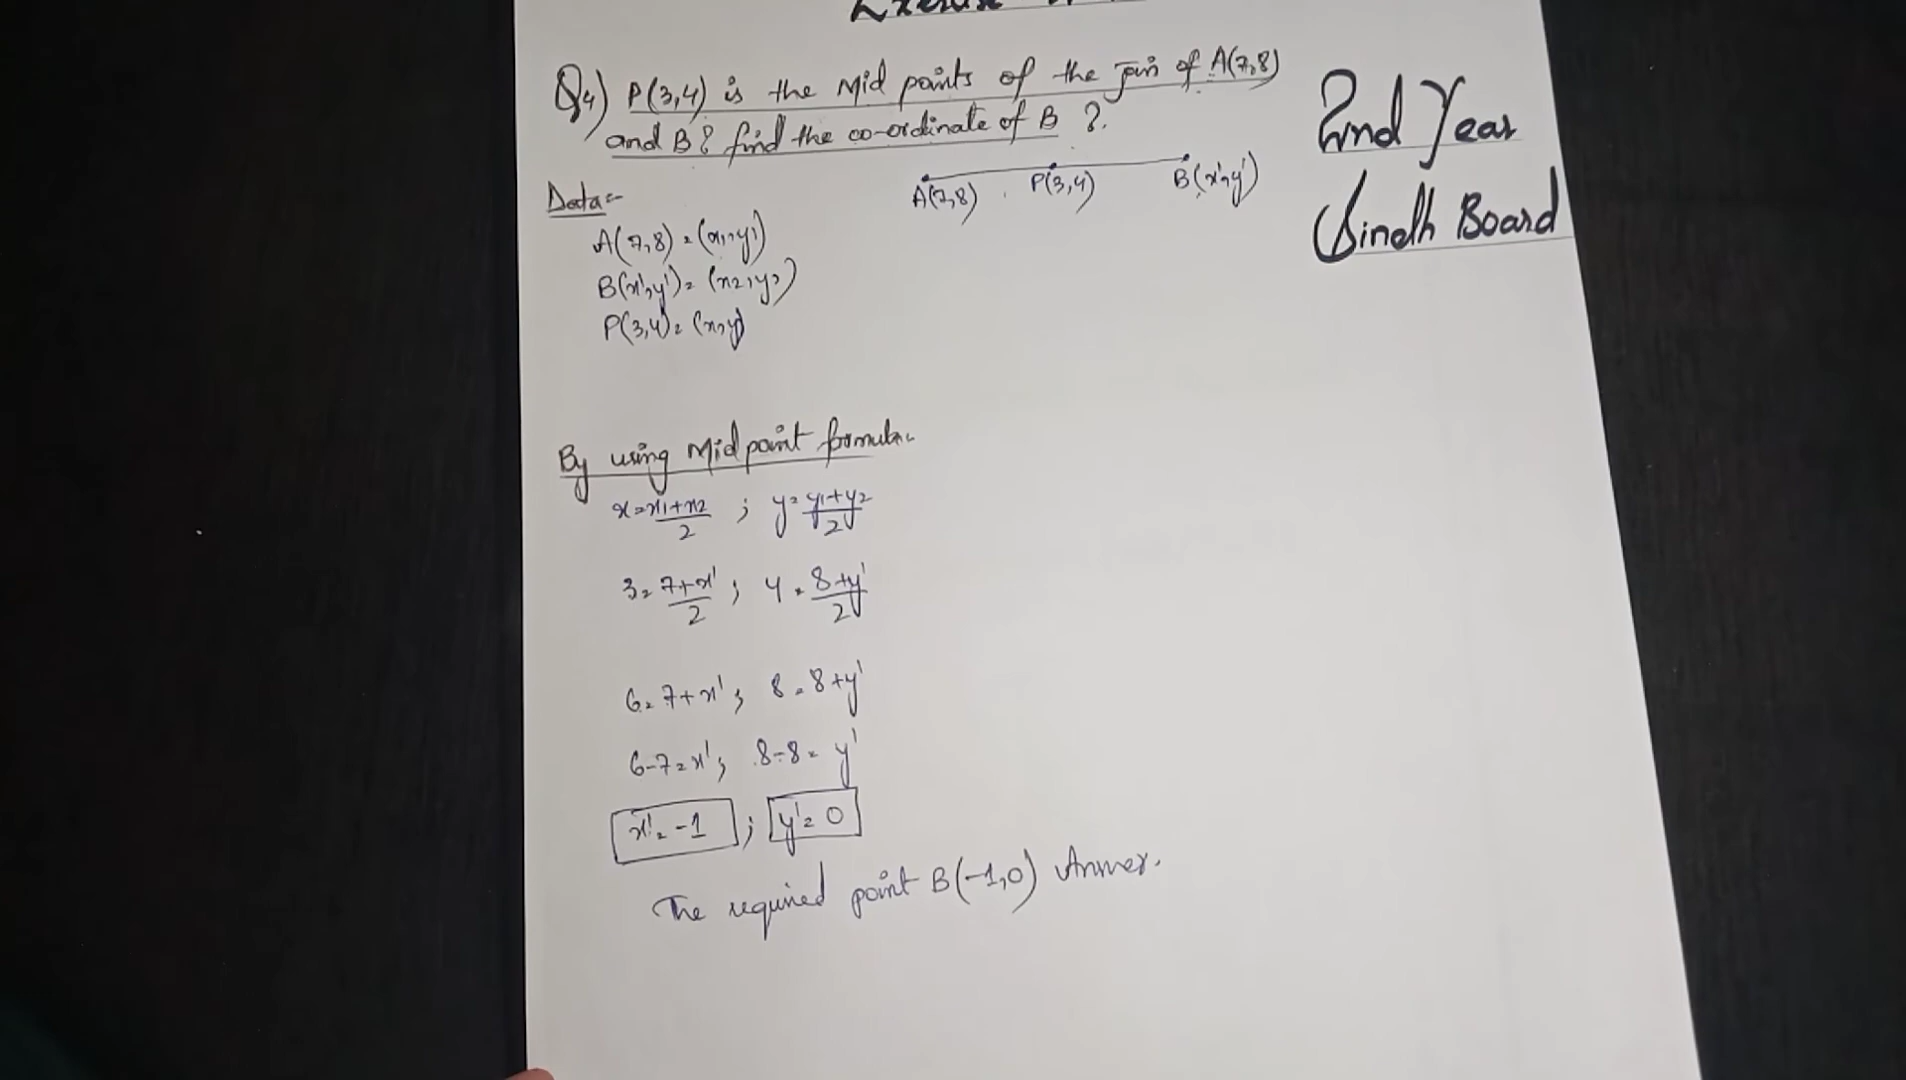 Q4) P(3,4) is the Mid points of the join of A(7,8)
and B? find the co-ordinate of B ?.
A(7,8) . P(3,4) B(x',y')
2nd Year
Sindh Board
Data:-
A(7,8) = (x1,y1)
B(x',y') = (x2,y2)
P(3,4) = (x,y)
By using Midpoint formula:-
x = x1+x2/2 ; y = y1+y2/2
3 = 7+x'/2 ; 4 = 8+y'/2
6 = 7+x' ; 8 = 8+y'
6-7 = x' ; 8-8 = y'
x' = -1 ; y' = 0
The required point B(-1,0) Answer.